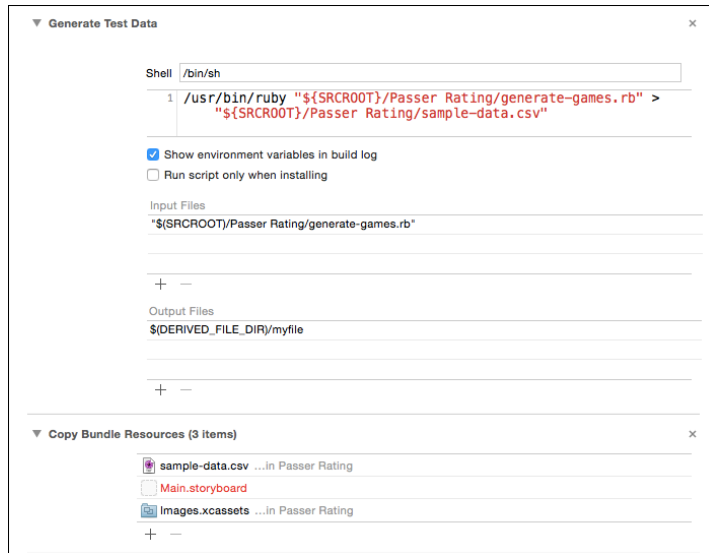 Generate Test Data
Shell /bin/sh
1 /usr/bin/ruby "${SRCROOT}/Passer Rating/generate-games.rb" >
"${SRCROOT}/Passer Rating/sample-data.csv"
Show environment variables in build log
Run script only when installing
Input Files
"$(SRCROOT)/Passer Rating/generate-games.rb"
Output Files
$(DERIVED_FILE_DIR)/myfile
Copy Bundle Resources (3 items)
sample-data.csv ...in Passer Rating
Main.storyboard
Images.xcassets ...in Passer Rating